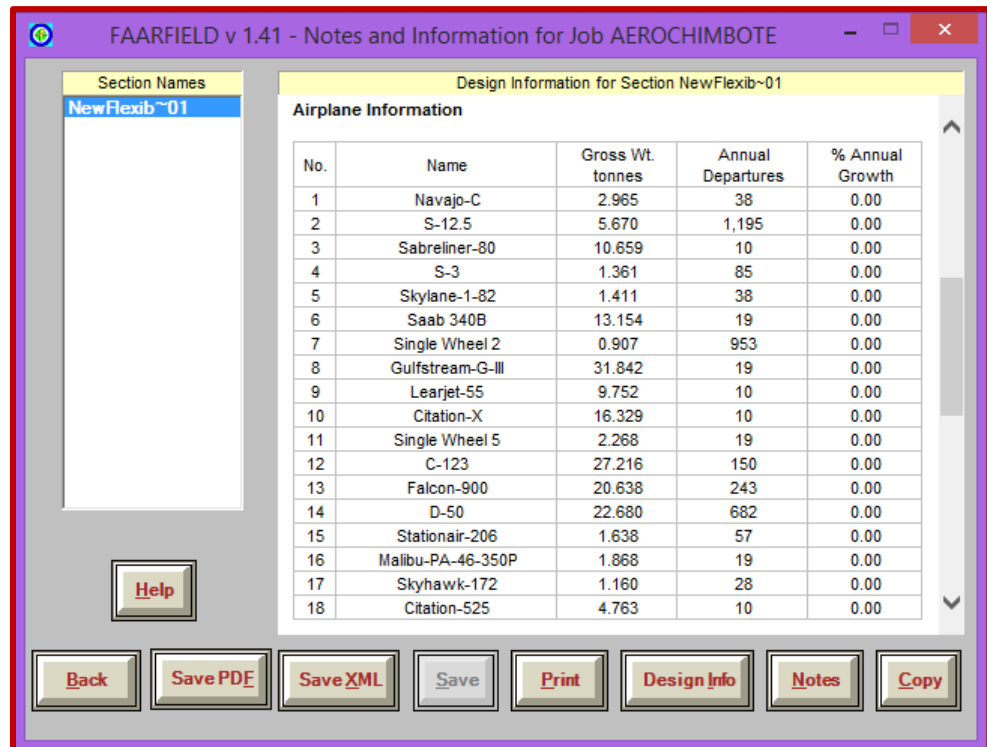 FAARFIELD v 1.41 - Notes and Information for Job AEROCHIMBOTE
Section Names
NewFlexib~01
Design Information for Section NewFlexib~01
Airplane Information
No. Name Gross Wt. tonnes Annual Departures % Annual Growth
1 Navajo-C 2.965 38 0.00
2 S-12.5 5.670 1,195 0.00
3 Sabreliner-80 10.659 10 0.00
4 S-3 1.361 85 0.00
5 Skylane-1-82 1.411 38 0.00
6 Saab 340B 13.154 19 0.00
7 Single Wheel 2 0.907 953 0.00
8 Gulfstream-G-III 31.842 19 0.00
9 Learjet-55 9.752 10 0.00
10 Citation-X 16.329 10 0.00
11 Single Wheel 5 2.268 19 0.00
12 C-123 27.216 150 0.00
13 Falcon-900 20.638 243 0.00
14 D-50 22.680 682 0.00
15 Stationair-206 1.638 57 0.00
16 Malibu-PA-46-350P 1.868 19 0.00
17 Skyhawk-172 1.160 28 0.00
18 Citation-525 4.763 10 0.00
Help
Back Save PDF Save XML Save Print Design Info Notes Copy